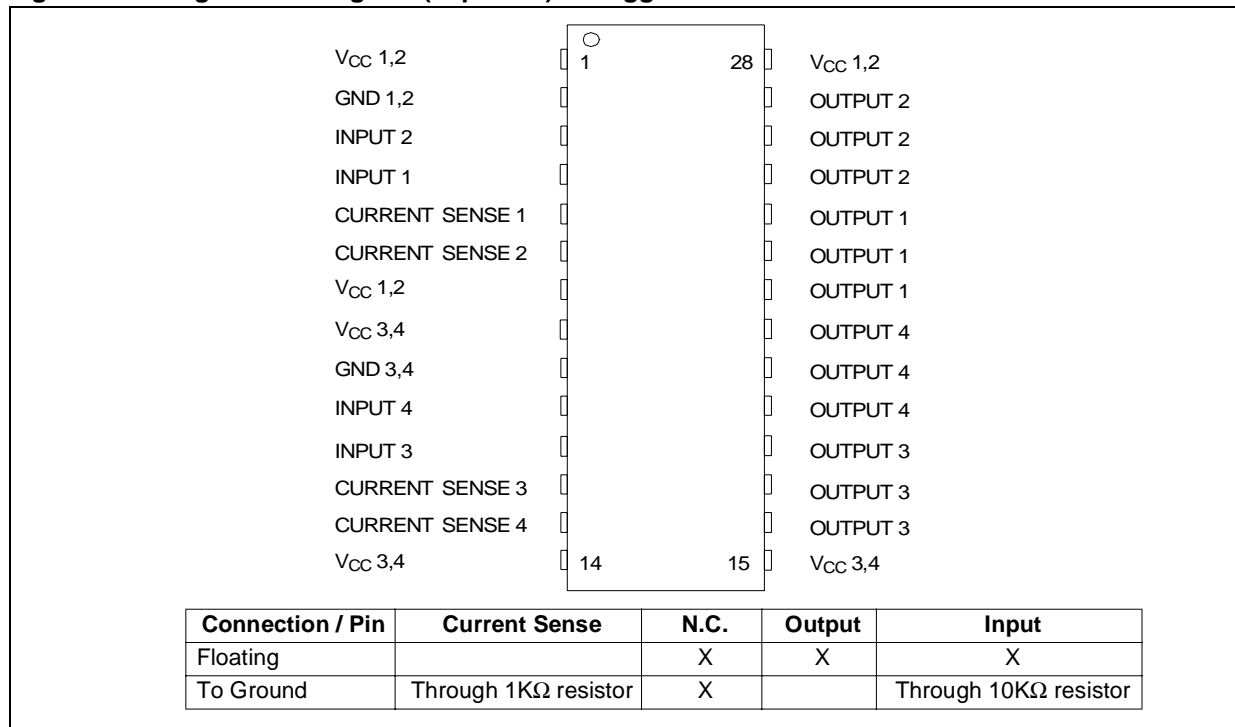 VCC 1,2 1 28 VCC 1,2
GND 1,2 OUTPUT 2
INPUT 2 OUTPUT 2
INPUT 1 OUTPUT 2
CURRENT SENSE 1 OUTPUT 1
CURRENT SENSE 2 OUTPUT 1
VCC 1,2 OUTPUT 1
VCC 3,4 OUTPUT 4
GND 3,4 OUTPUT 4
INPUT 4 OUTPUT 4
INPUT 3 OUTPUT 3
CURRENT SENSE 3 OUTPUT 3
CURRENT SENSE 4 OUTPUT 3
VCC 3,4 14 15 VCC 3,4
Connection / Pin Current Sense N.C. Output Input
Floating X X X
To Ground Through 1KΩ resistor X Through 10KΩ resistor